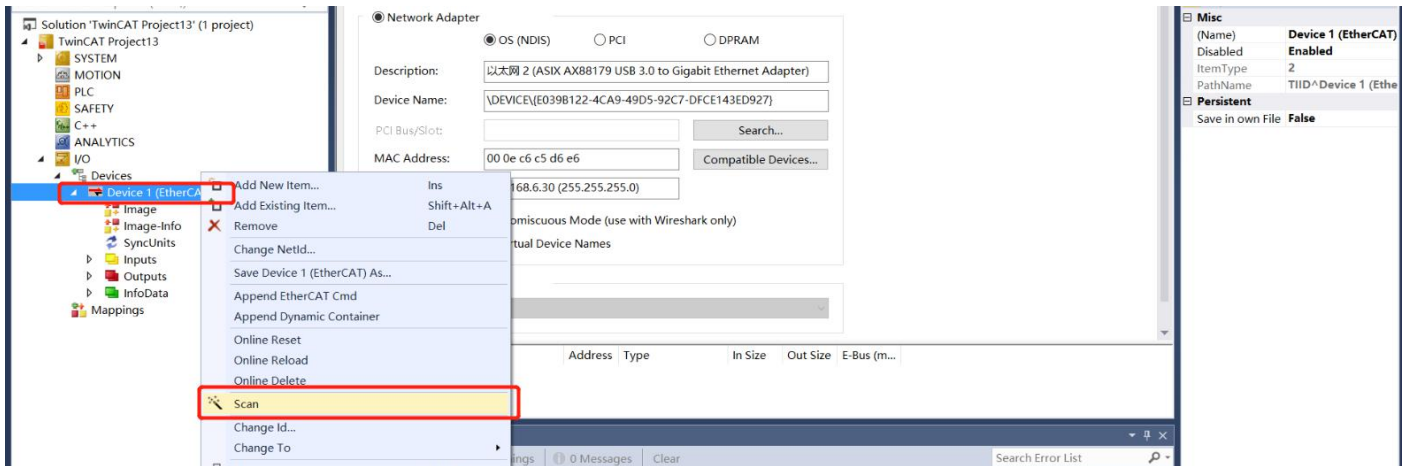 Solution 'TwinCAT Project13' (1 project)
TwinCAT Project13
SYSTEM
MOTION
PLC
SAFETY
C++
ANALYTICS
I/O
Devices
Device 1 (EtherCA
Image
Image-Info
SyncUnits
Inputs
Outputs
InfoData
Mappings
Add New Item... Ins
Add Existing Item... Shift+Alt+A
Remove Del
Change NetId...
Save Device 1 (EtherCAT) As...
Append EtherCAT Cmd
Append Dynamic Container
Online Reset
Online Reload
Online Delete
Scan
Change Id...
Change To
Network Adapter
OS (NDIS) PCI DPRAM
Description: 以太网 2 (ASIX AX88179 USB 3.0 to Gigabit Ethernet Adapter)
Device Name: \DEVICE\{E039B122-4CA9-49D5-92C7-DFCE143ED927}
PCI Bus/Slot: Search...
MAC Address: 00 0e c6 c5 d6 e6 Compatible Devices...
168.6.30 (255.255.255.0)
omiscuous Mode (use with Wireshark only)
rtual Device Names
Address Type In Size Out Size E-Bus (m...
ings 0 Messages Clear Search Error List
Misc
(Name) Device 1 (EtherCAT)
Disabled Enabled
ItemType 2
PathName TIID^Device 1 (Ethe
Persistent
Save in own File False